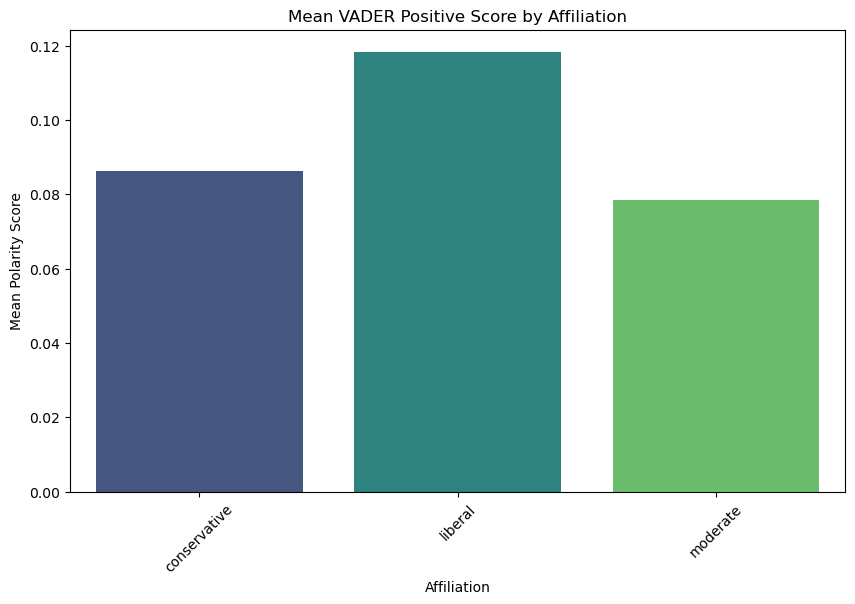 Mean VADER Positive Score by Affiliation
Mean Polarity Score
0.12
0.10
0.08
0.06
0.04
0.02
0.00
conservative
liberal
moderate
Affiliation